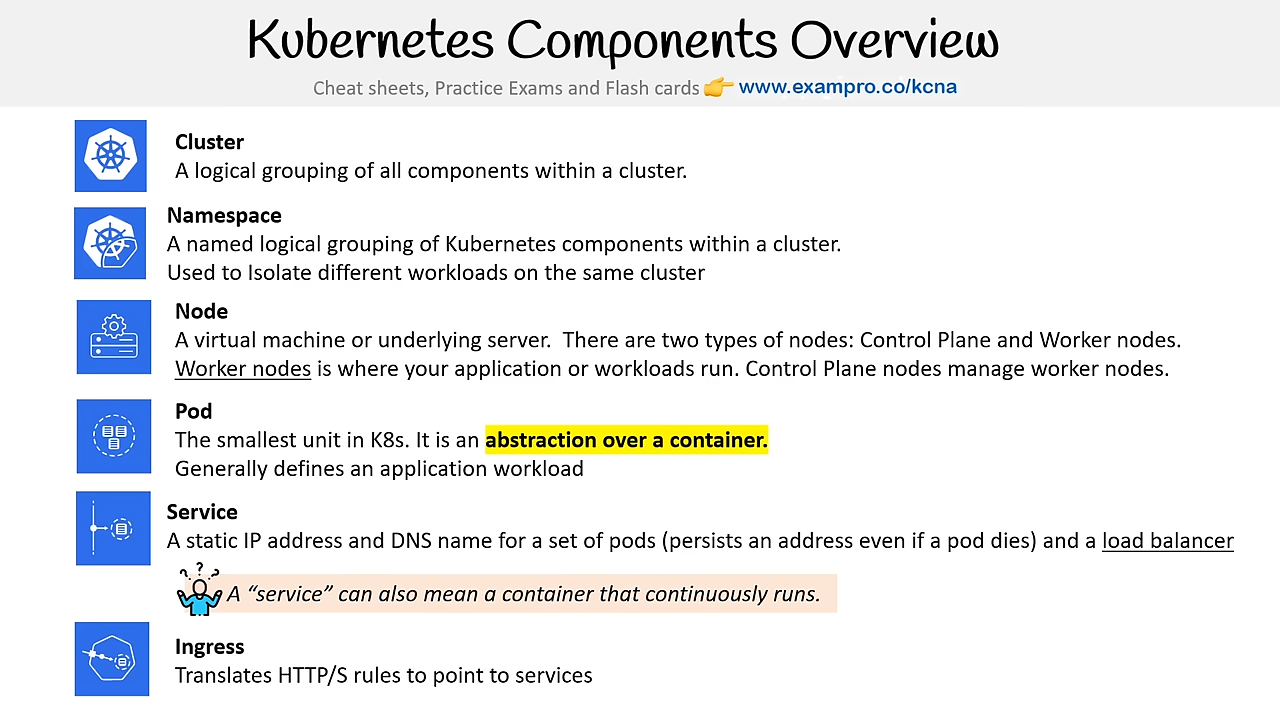 Kubernetes Components Overview
Cheat sheets, Practice Exams and Flash cards 👉 www.exampro.co/kcna
Cluster
A logical grouping of all components within a cluster.
Namespace
A named logical grouping of Kubernetes components within a cluster.
Used to Isolate different workloads on the same cluster
Node
A virtual machine or underlying server.  There are two types of nodes: Control Plane and Worker nodes.
Worker nodes is where your application or workloads run. Control Plane nodes manage worker nodes.
Pod
The smallest unit in K8s. It is an abstraction over a container.
Generally defines an application workload
Service
A static IP address and DNS name for a set of pods (persists an address even if a pod dies) and a load balancer
? ? ?
A “service” can also mean a container that continuously runs.
Ingress
Translates HTTP/S rules to point to services